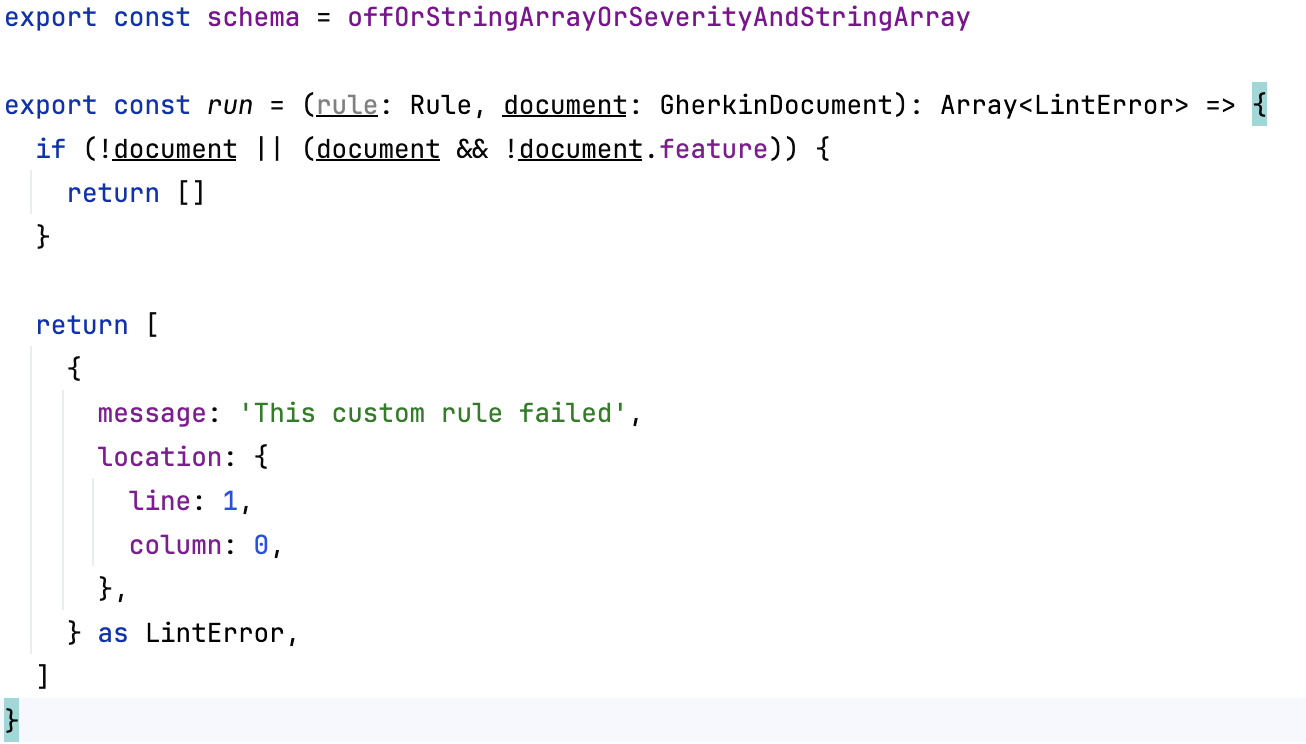 export const schema = offOrStringArrayOrSeverityAndStringArray
export const run = (rule: Rule, document: GherkinDocument): Array<LintError> => {
  if (!document || (document && !document.feature)) {
    return []
  }
  return [
    {
      message: 'This custom rule failed',
      location: {
        line: 1,
        column: 0,
      },
    } as LintError,
  ]
}